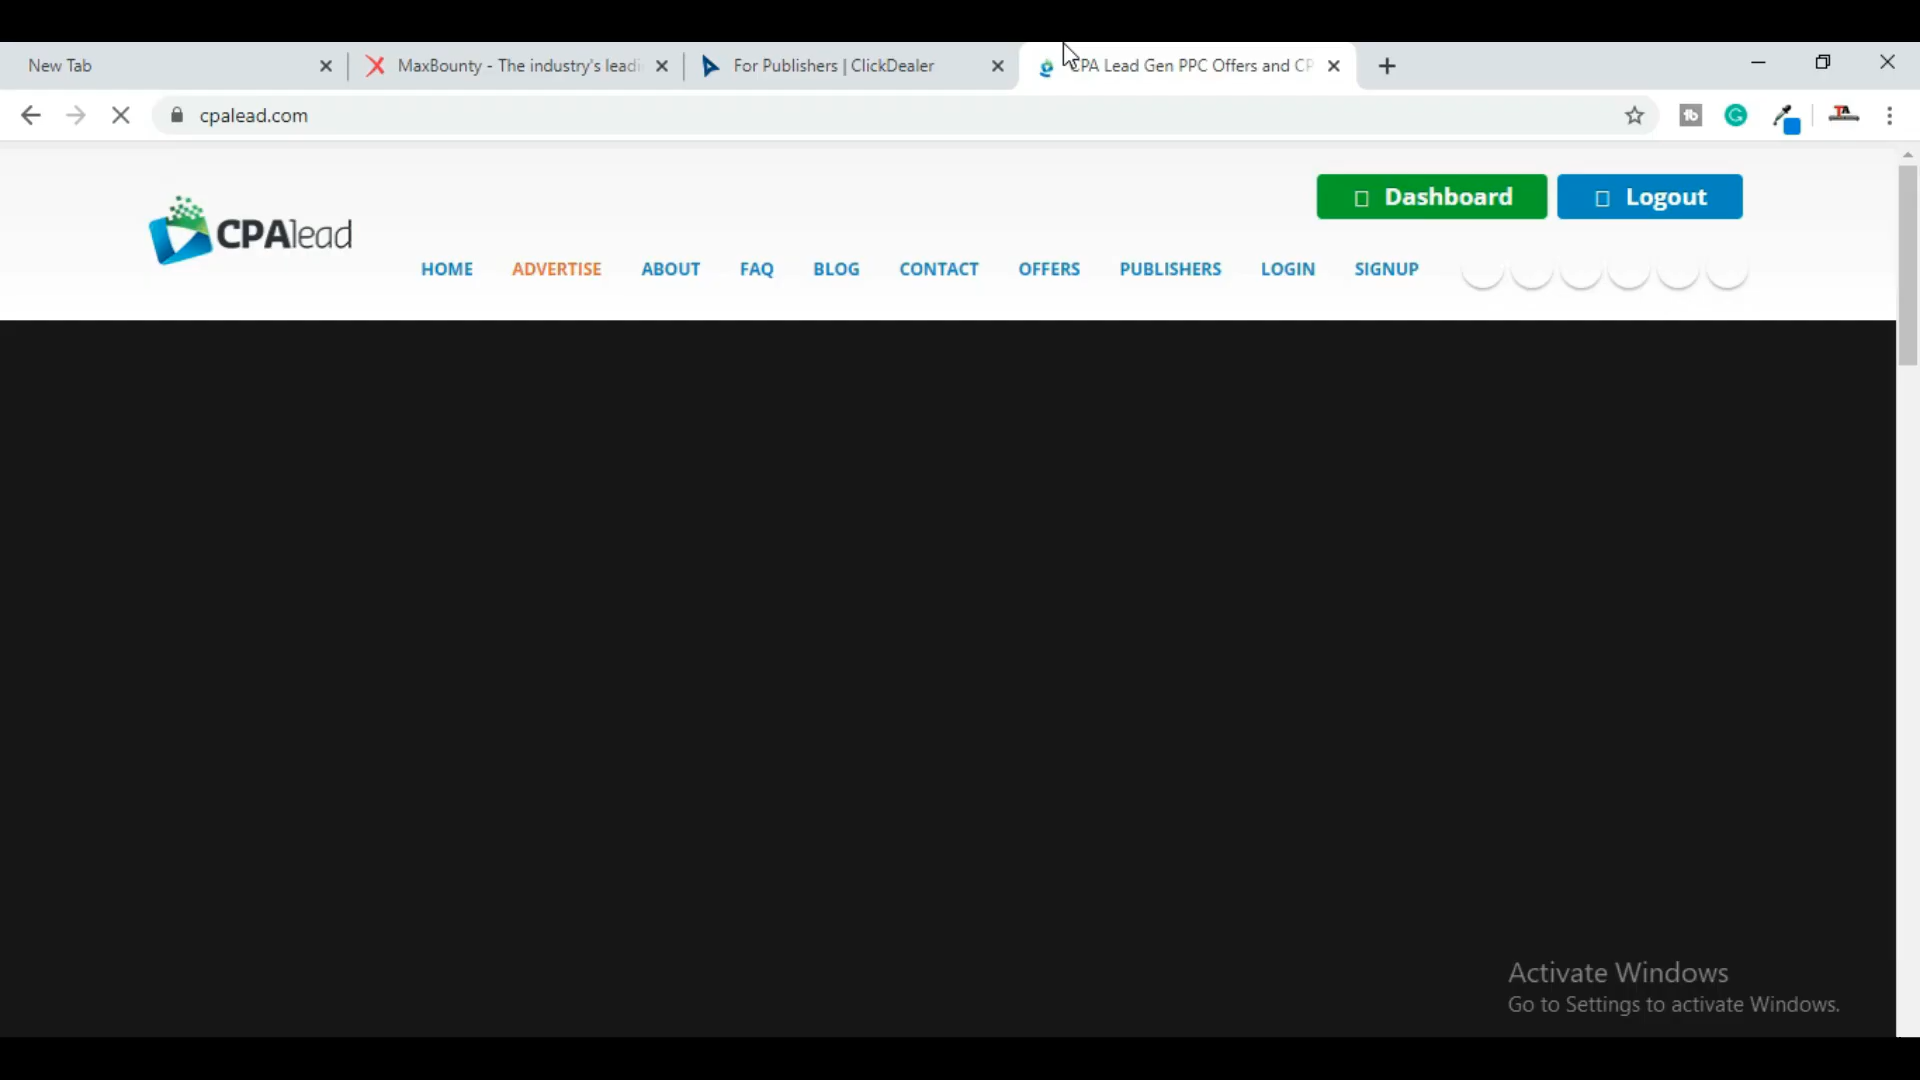 New Tab
MaxBounty - The industry's leadi
For Publishers | ClickDealer
CPA Lead Gen PPC Offers and CP
cpalead.com
Dashboard
Logout
CPAlead
HOME
ADVERTISE
ABOUT
FAQ
BLOG
CONTACT
OFFERS
PUBLISHERS
LOGIN
SIGNUP
Activate Windows
Go to Settings to activate Windows.